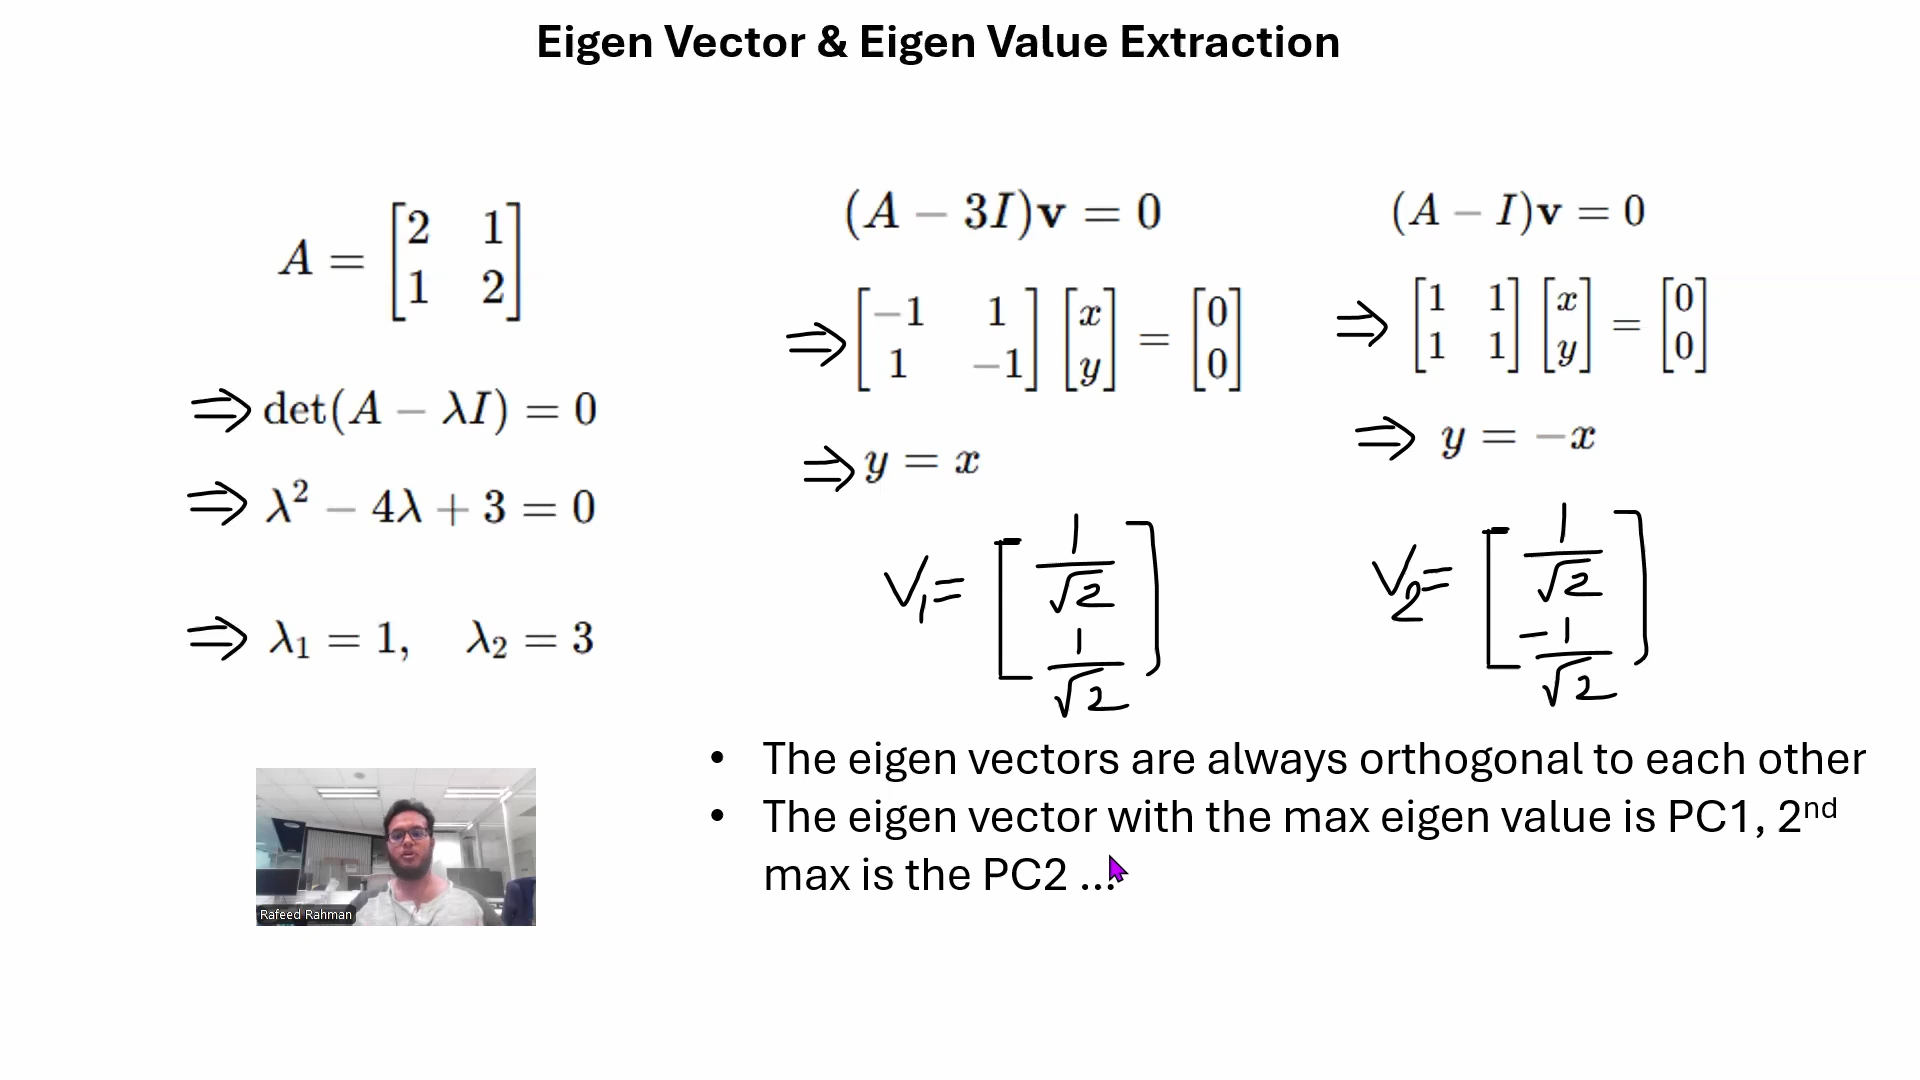 Eigen Vector & Eigen Value Extraction
A = [2 1
1 2]
⇒ det(A − λI) = 0
⇒ λ² − 4λ + 3 = 0
⇒ λ₁ = 1, λ₂ = 3
(A − 3I)v = 0
⇒ [−1 1
1 −1] [x
y] = [0
0]
⇒ y = x
V₁ = [1/√2
1/√2]
(A − I)v = 0
⇒ [1 1
1 1] [x
y] = [0
0]
⇒ y = −x
V₂ = [1/√2
−1/√2]
• The eigen vectors are always orthogonal to each other
• The eigen vector with the max eigen value is PC1, 2nd
max is the PC2 ...
Rafeed Rahman